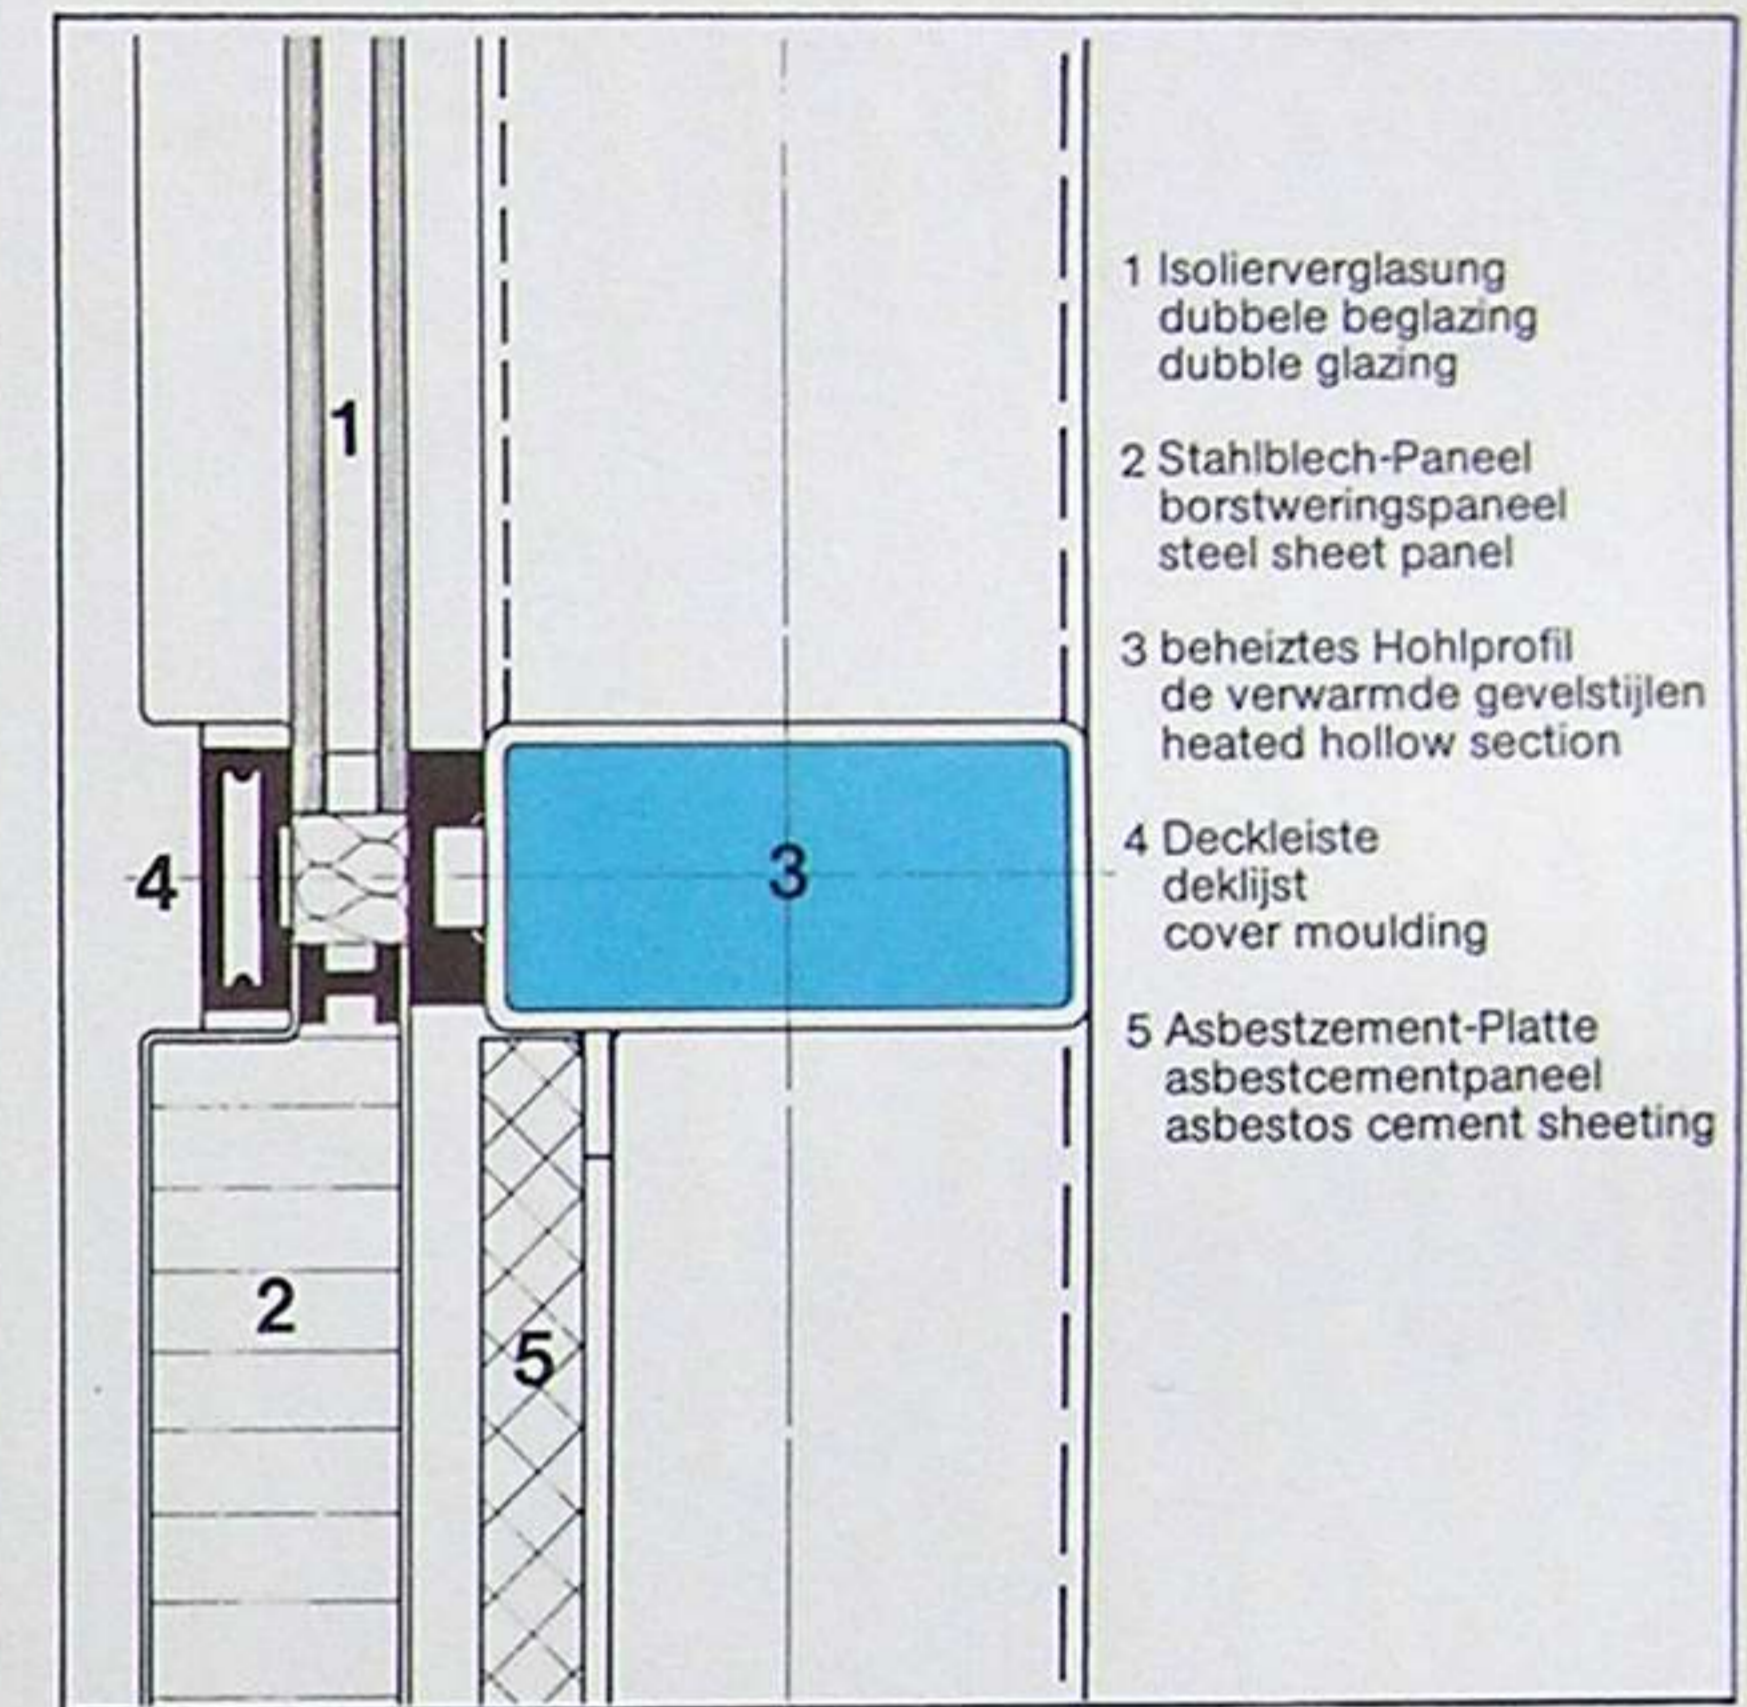 1 Isolierverglasung
dubbele beglazing
dubble glazing
2 Stahlblech-Paneel
borstweringspaneel
steel sheet panel
3 beheiztes Hohlprofil
de verwarmde gevelstijlen
heated hollow section
4 Deckleiste
deklijst
cover moulding
5 Asbestzement-Platte
asbestcementpaneel
asbestos cement sheeting
1
4
3
2
5